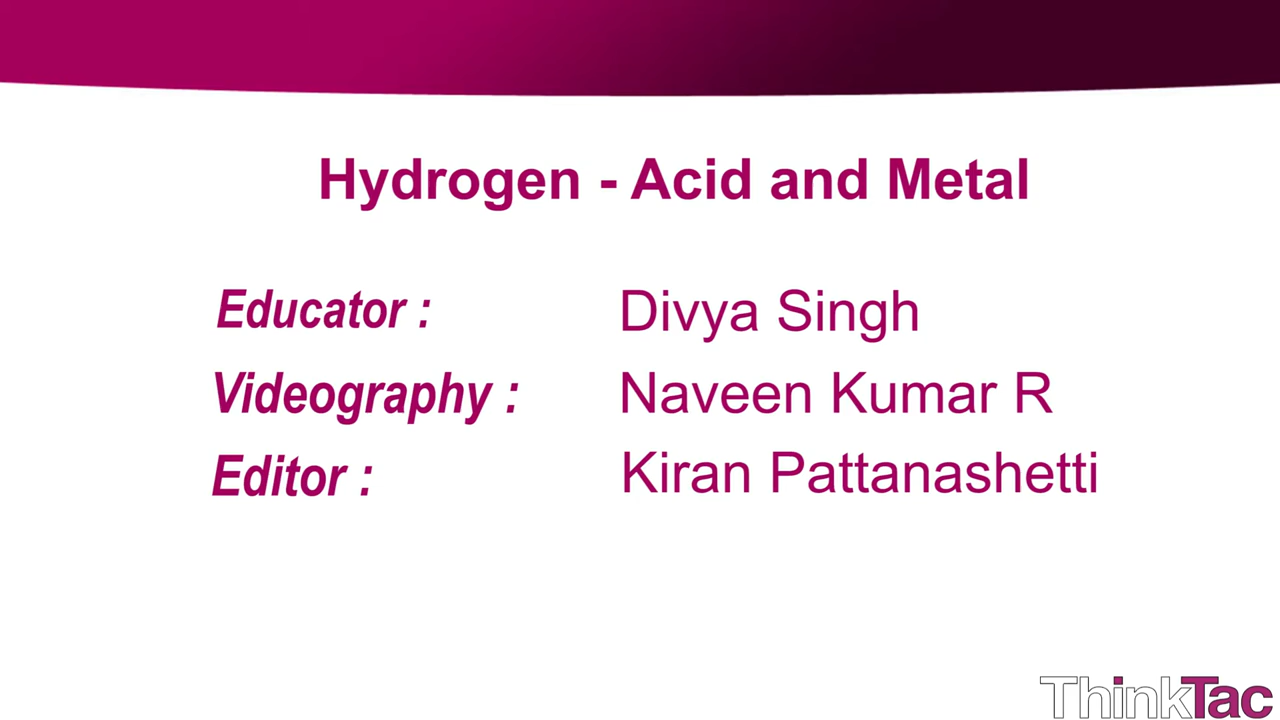 Hydrogen - Acid and Metal
Educator : Divya Singh
Videography : Naveen Kumar R
Editor : Kiran Pattanashetti
ThinkTac